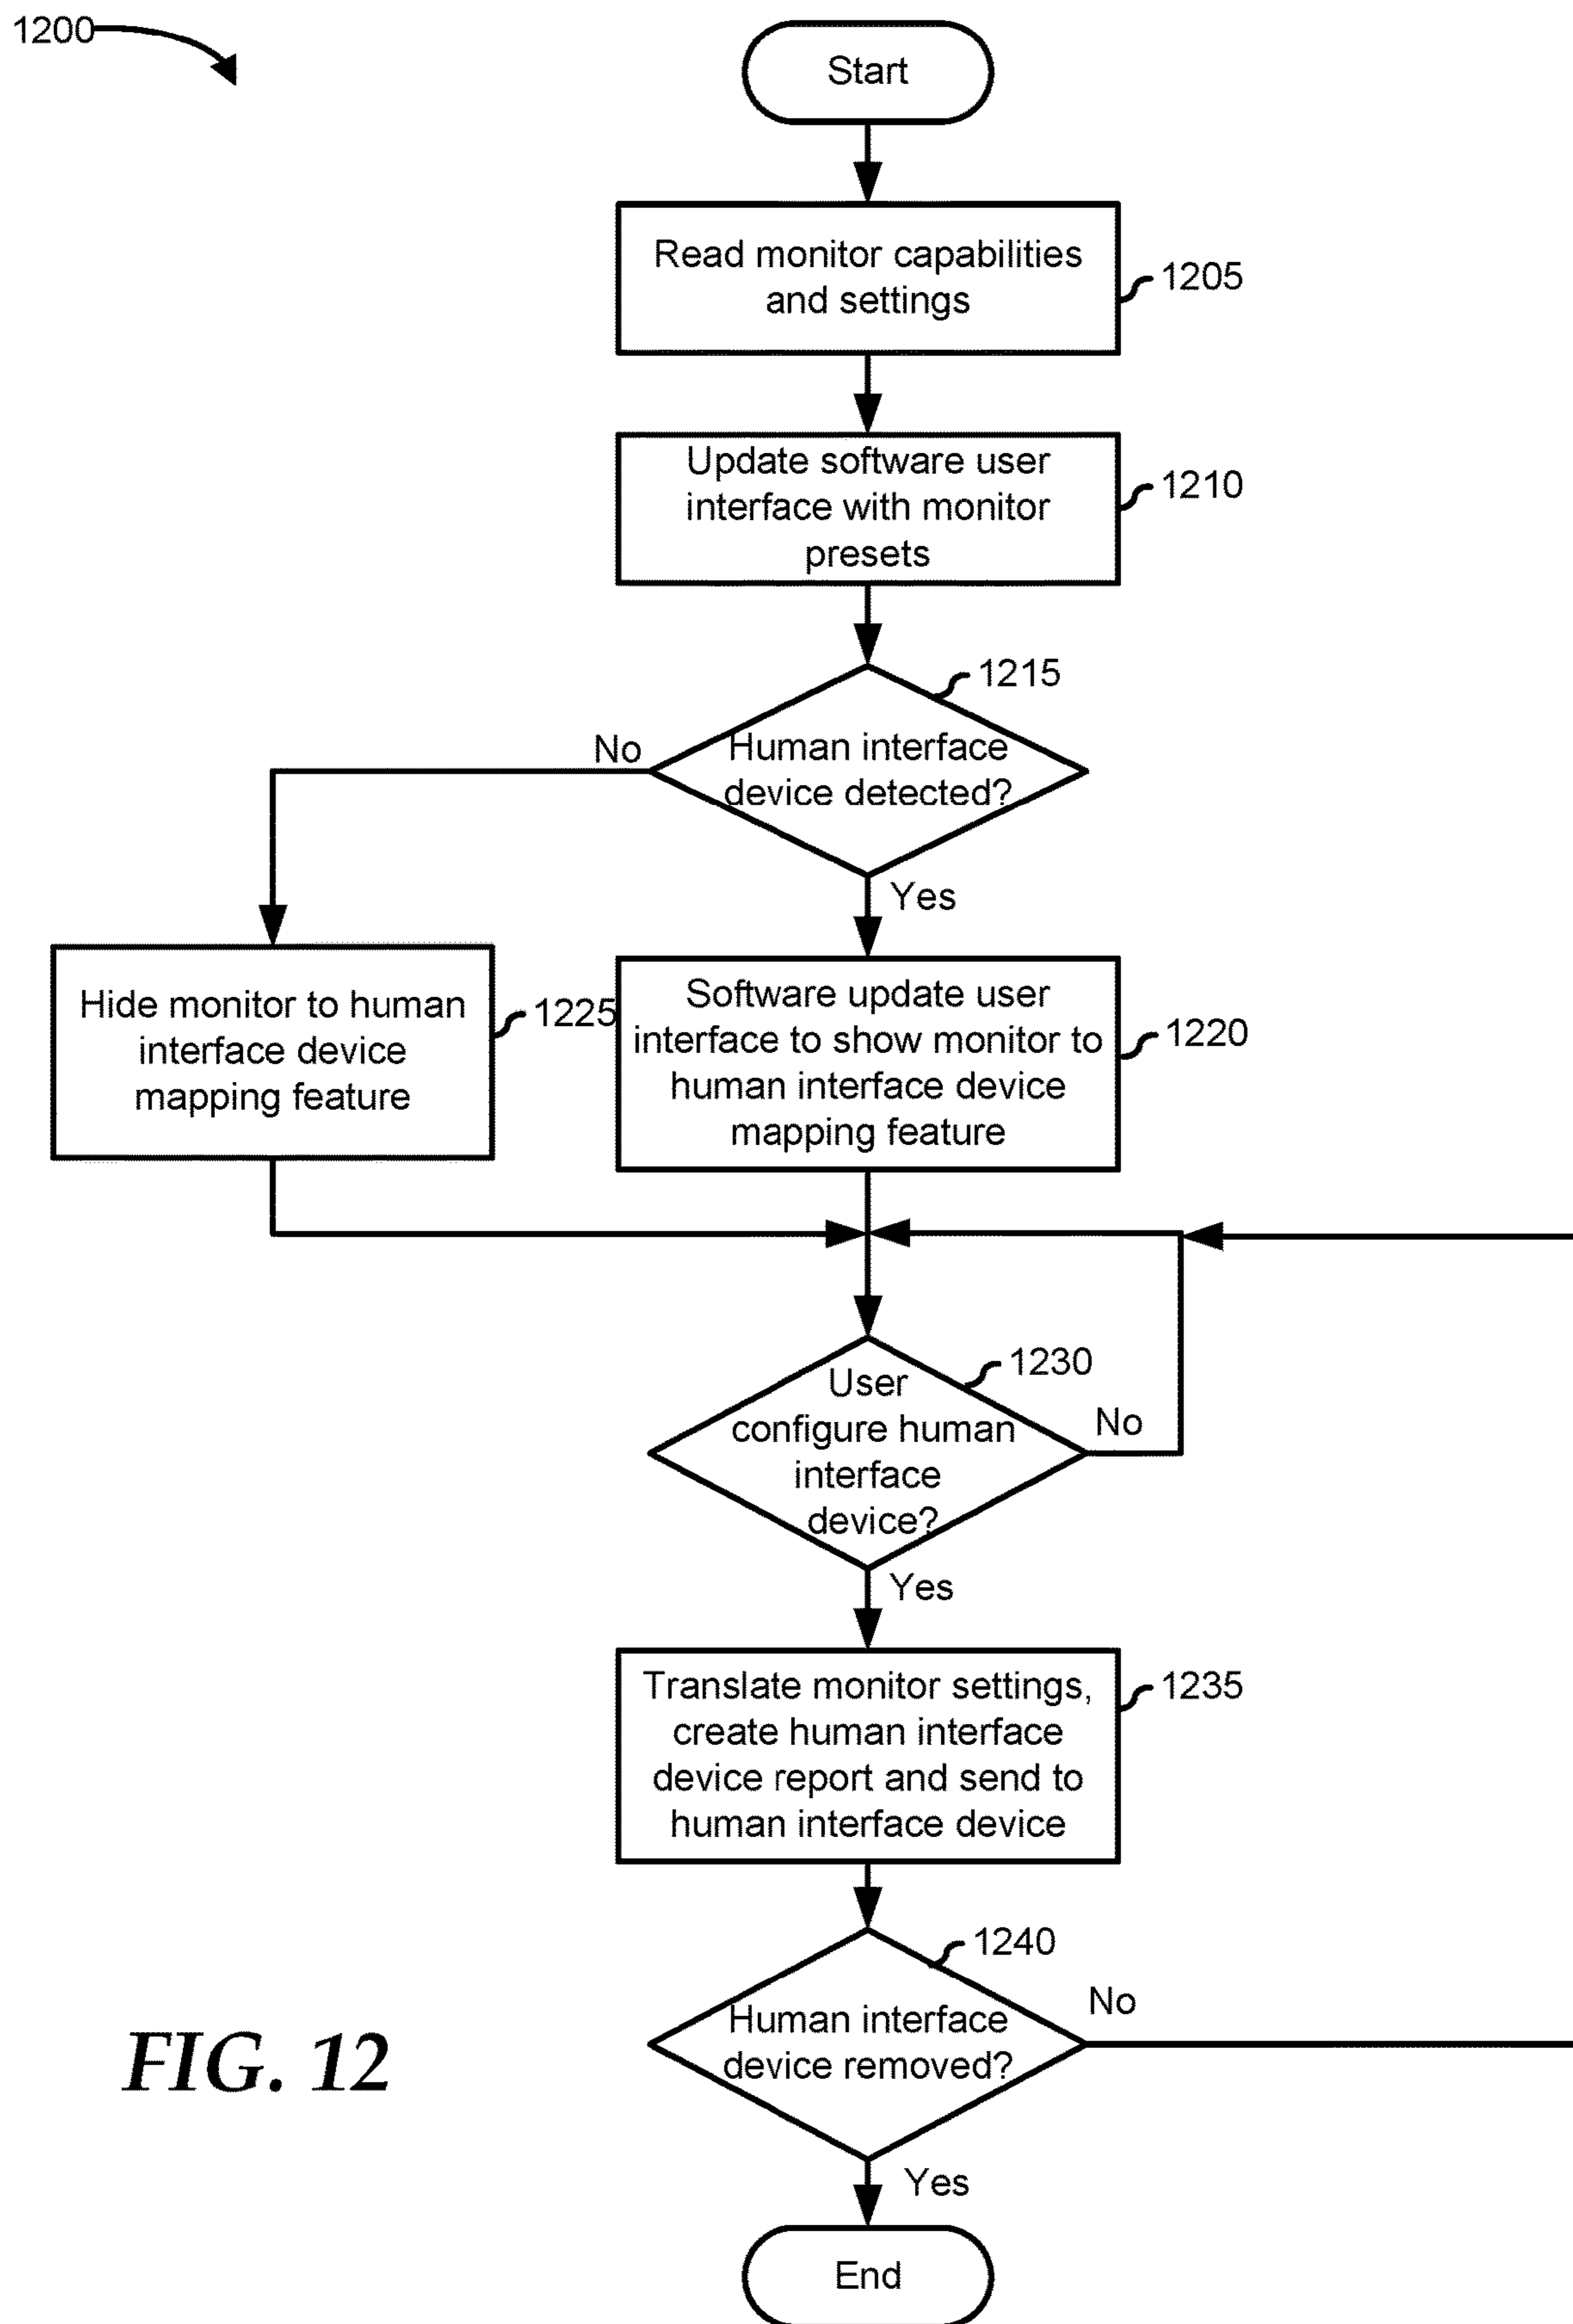 1200
Start
Read monitor capabilities
and settings
1205
Update software user
interface with monitor
presets
1210
1215
Human interface
device detected?
No
Yes
Hide monitor to human
interface device
mapping feature
1225
Software update user
interface to show monitor to
human interface device
mapping feature
1220
1230
User
configure human
interface
device?
No
Yes
Translate monitor settings,
create human interface
device report and send to
human interface device
1235
1240
Human interface
device removed?
No
Yes
FIG. 12
End